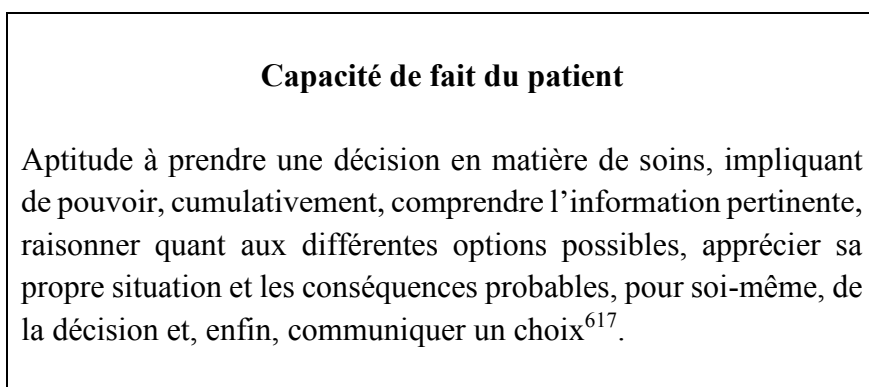 Capacité de fait du patient
Aptitude à prendre une décision en matière de soins, impliquant
de pouvoir, cumulativement, comprendre l’information pertinente,
raisonner quant aux différentes options possibles, apprécier sa
propre situation et les conséquences probables, pour soi-même, de
la décision et, enfin, communiquer un choix617.